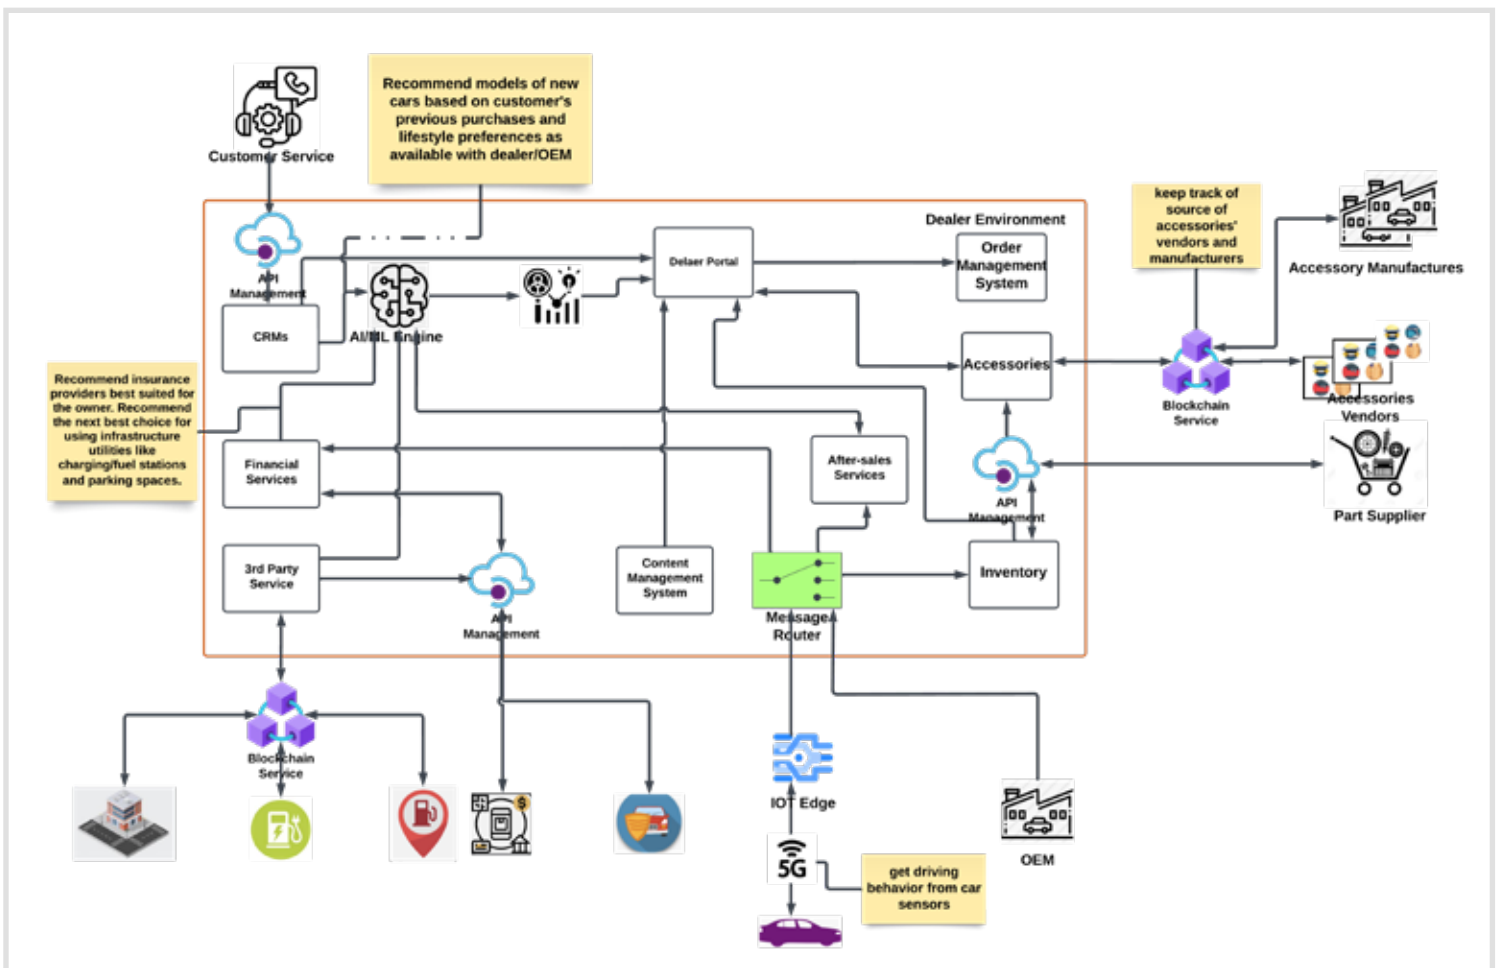 Recommend models of new
cars based on customer's
previous purchases and
lifestyle preferences as
available with dealer/OEM
Customer Service
keep track of
source of
accessories'
vendors and
manufacturers
Accessory Manufactures
Dealer Environment
API
Management
Delaer Portal
Order
Management
System
CRMs
AI/ML Engine
Accessories
Blockchain
Service
Accessories
Vendors
Recommend insurance
providers best suited for
the owner. Recommend
the next best choice for
using infrastructure
utilities like
charging/fuel stations
and parking spaces.
Financial
Services
After-sales
Services
API
Management
Part Supplier
3rd Party
Service
API
Management
Content
Management
System
Message
Router
Inventory
Blockchain
Service
IOT Edge
5G
OEM
get driving
behavior from car
sensors